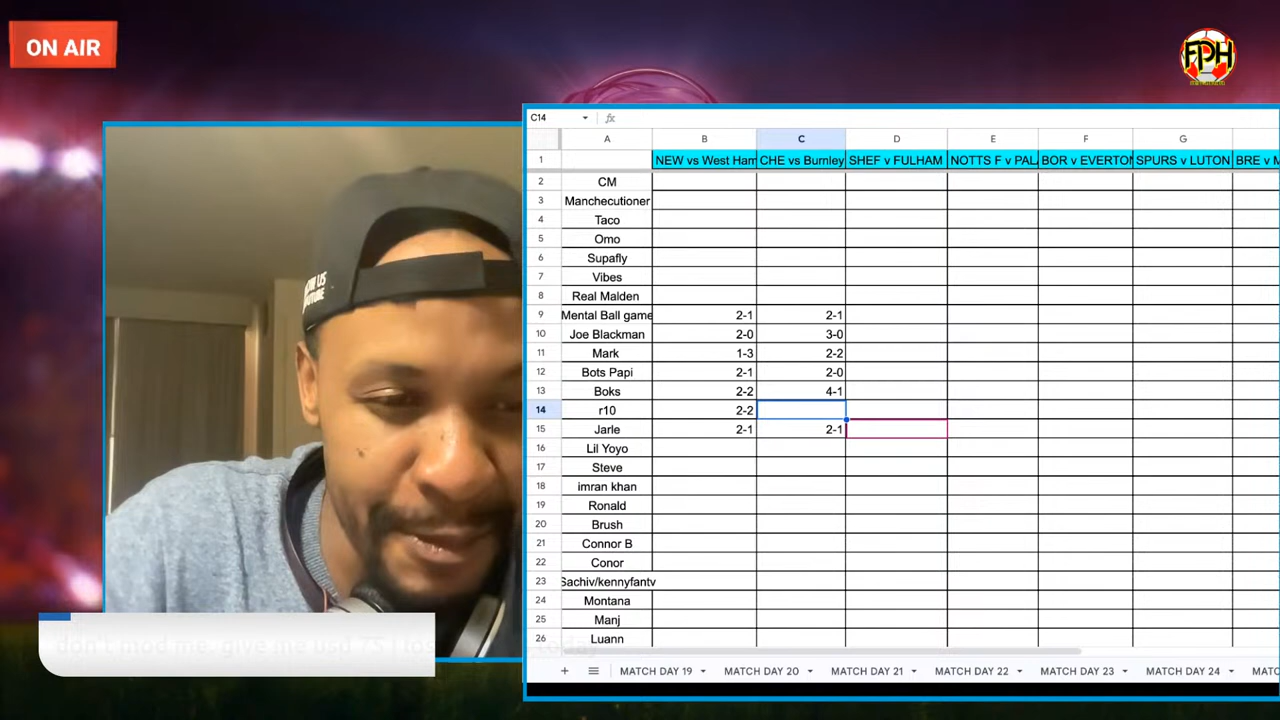 ON AIR
FPH
C14
fx
A B C D E F G
1 NEW vs West Ham CHE vs Burnley SHEF v FULHAM NOTTS F v PAL BOR v EVERTON SPURS v LUTON BRE v M
2 CM
3 Manchecutioner
4 Taco
5 Omo
6 Supafly
7 Vibes
8 Real Malden
9 Mental Ball game 2-1 2-1
10 Joe Blackman 2-0 3-0
11 Mark 1-3 2-2
12 Bots Papi 2-1 2-0
13 Boks 2-2 4-1
14 r10 2-2
15 Jarle 2-1 2-1
16 Lil Yoyo
17 Steve
18 imran khan
19 Ronald
20 Brush
21 Connor B
22 Conor
23 Sachiv/kennyfantv
24 Montana
25 Manj
26 Luann
+ MATCH DAY 19 MATCH DAY 20 MATCH DAY 21 MATCH DAY 22 MATCH DAY 23 MATCH DAY 24 MATC